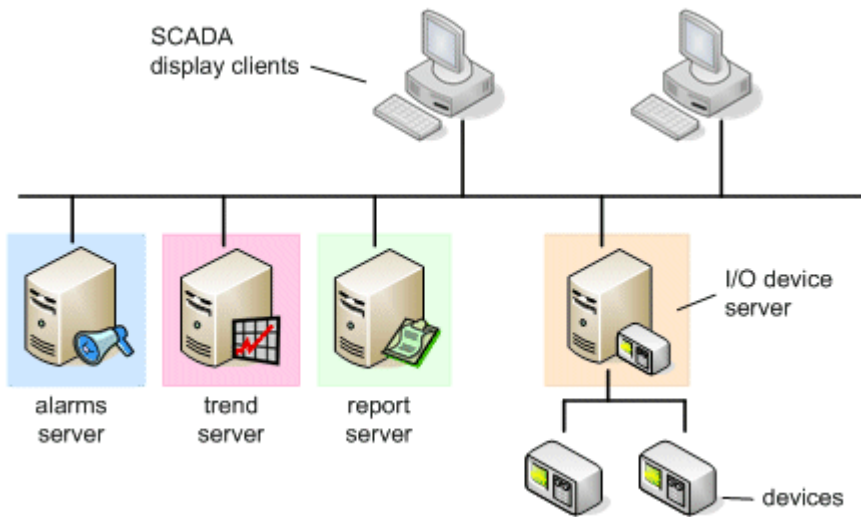 SCADA
display clients
I/O device
server
alarms
server
trend
server
report
server
devices